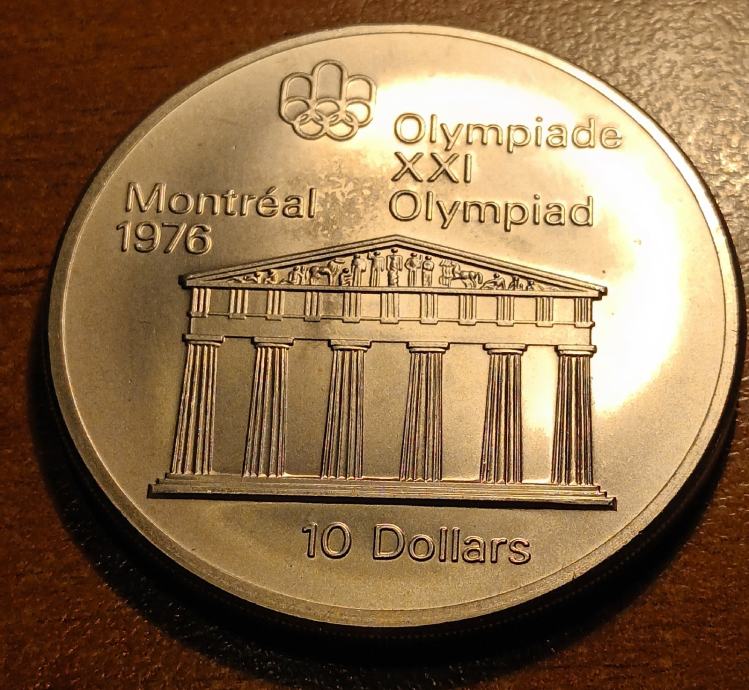 Olympiade
XXI
Olympiad
Montréal
1976
10 Dollars